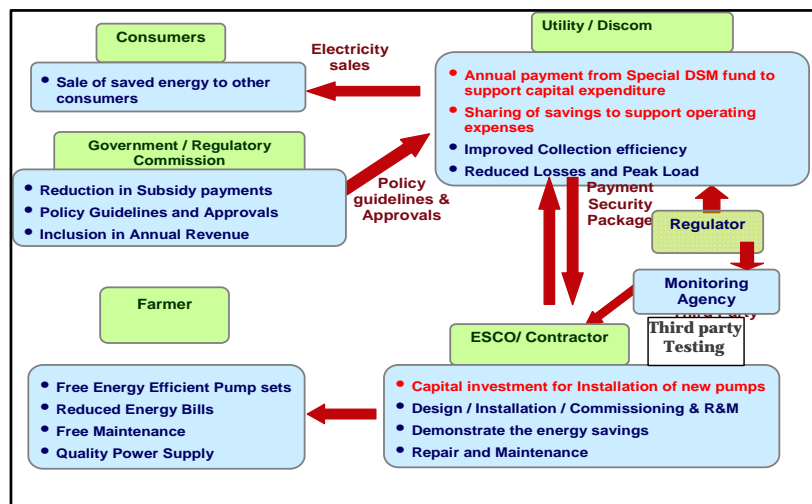 Consumers
Electricity
sales
• Sale of saved energy to other
consumers
Utility / Discom
• Annual payment from Special DSM fund to
support capital expenditure
• Sharing of savings to support operating
expenses
• Improved Collection efficiency
• Reduced Losses and Peak Load
Government / Regulatory
Commission
• Reduction in Subsidy payments
• Policy Guidelines and Approvals
• Inclusion in Annual Revenue
Policy
guidelines &
Approvals
Payment
Security
Package
Regulator
Monitoring
Agency
Third party
Testing
Farmer
• Free Energy Efficient Pump sets
• Reduced Energy Bills
• Free Maintenance
• Quality Power Supply
ESCO/ Contractor
• Capital investment for Installation of new pumps
• Design / Installation / Commissioning & R&M
• Demonstrate the energy savings
• Repair and Maintenance